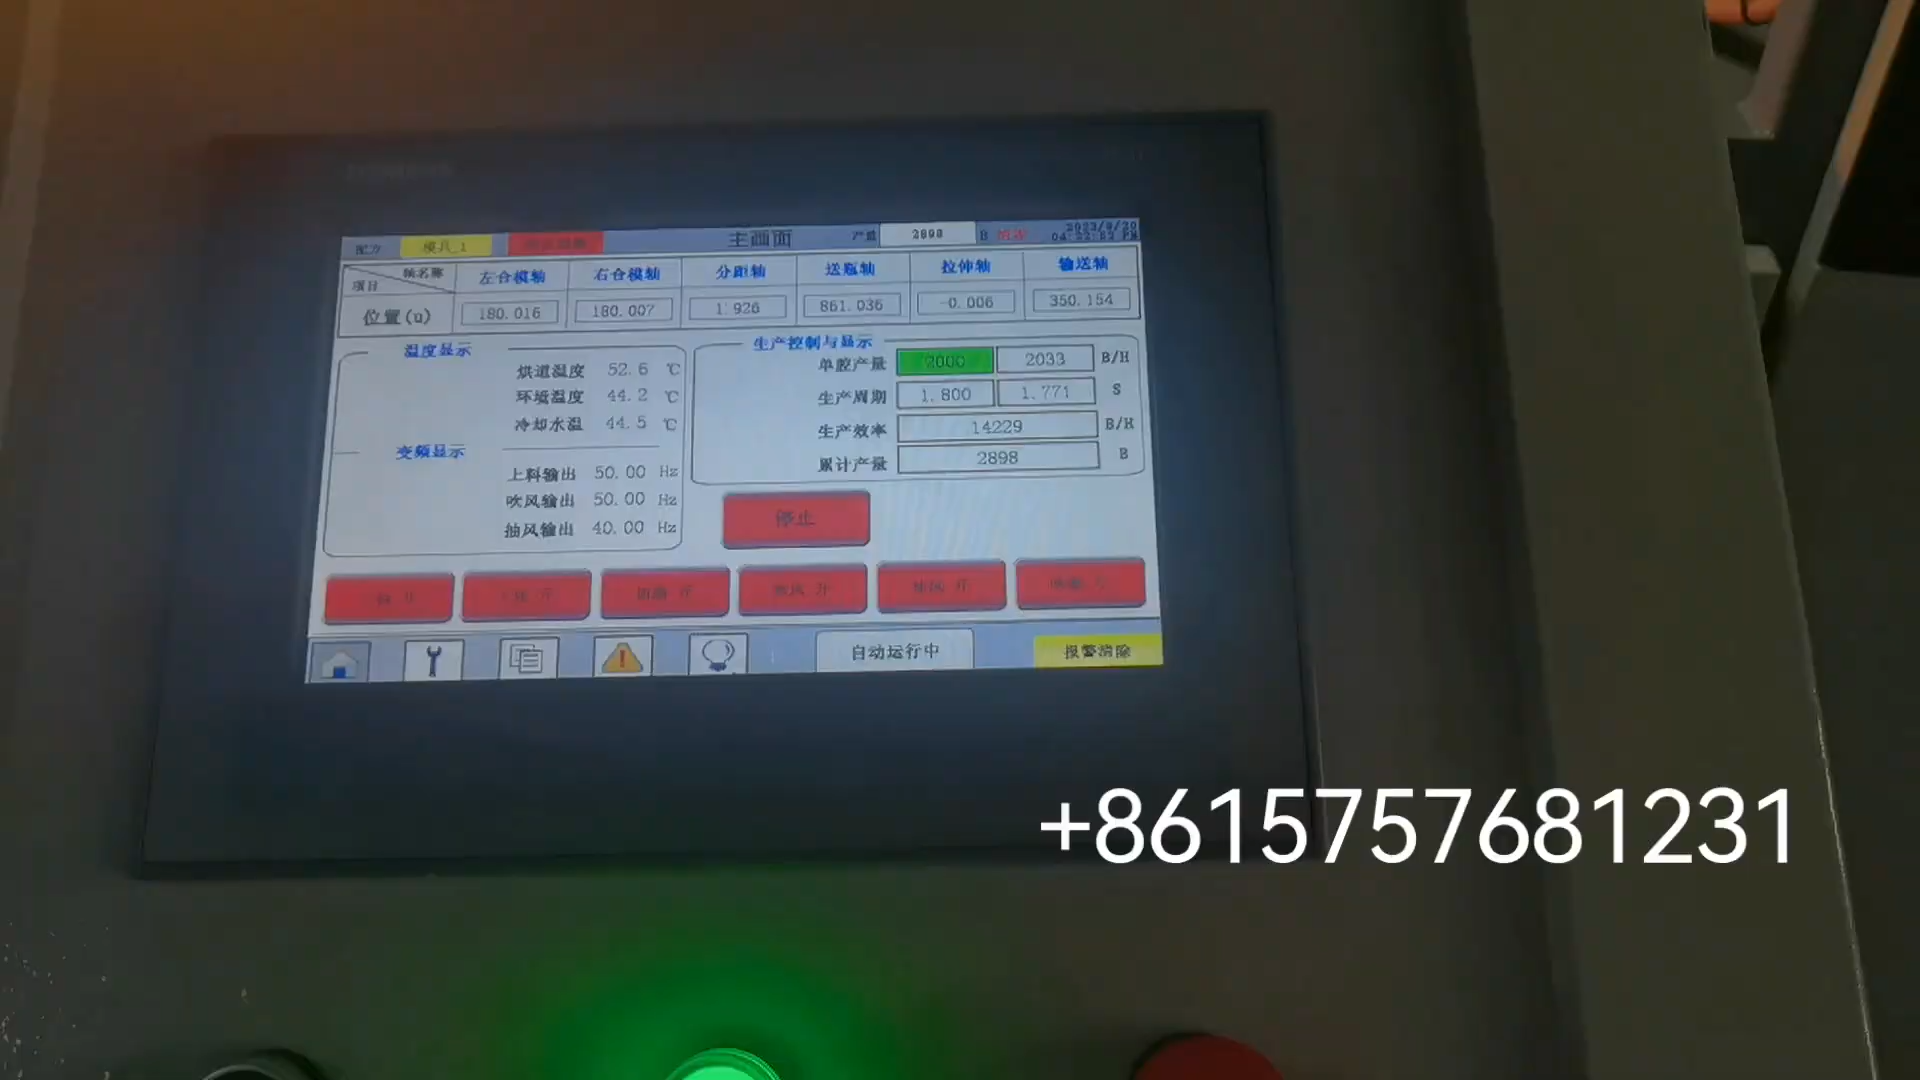 配方 模具_1 主画面 产量 2898 B
轴名称 左合模轴 右合模轴 分距轴 送瓶轴 拉伸轴 输送轴
项目
位置(u) 180.016 180.007 1.926 861.036 -0.006 350.154
温度显示
烘道温度 52.6 ℃
环境温度 44.2 ℃
冷却水温 44.5 ℃
变频显示
上料输出 50.00 Hz
吹风输出 50.00 Hz
抽风输出 40.00 Hz
生产控制与显示
单腔产量 2000 2033 B/H
生产周期 1.800 1.771 S
生产效率 14229 B/H
累计产量 2898 B
停止
自动运行中 报警消除
+8615757681231